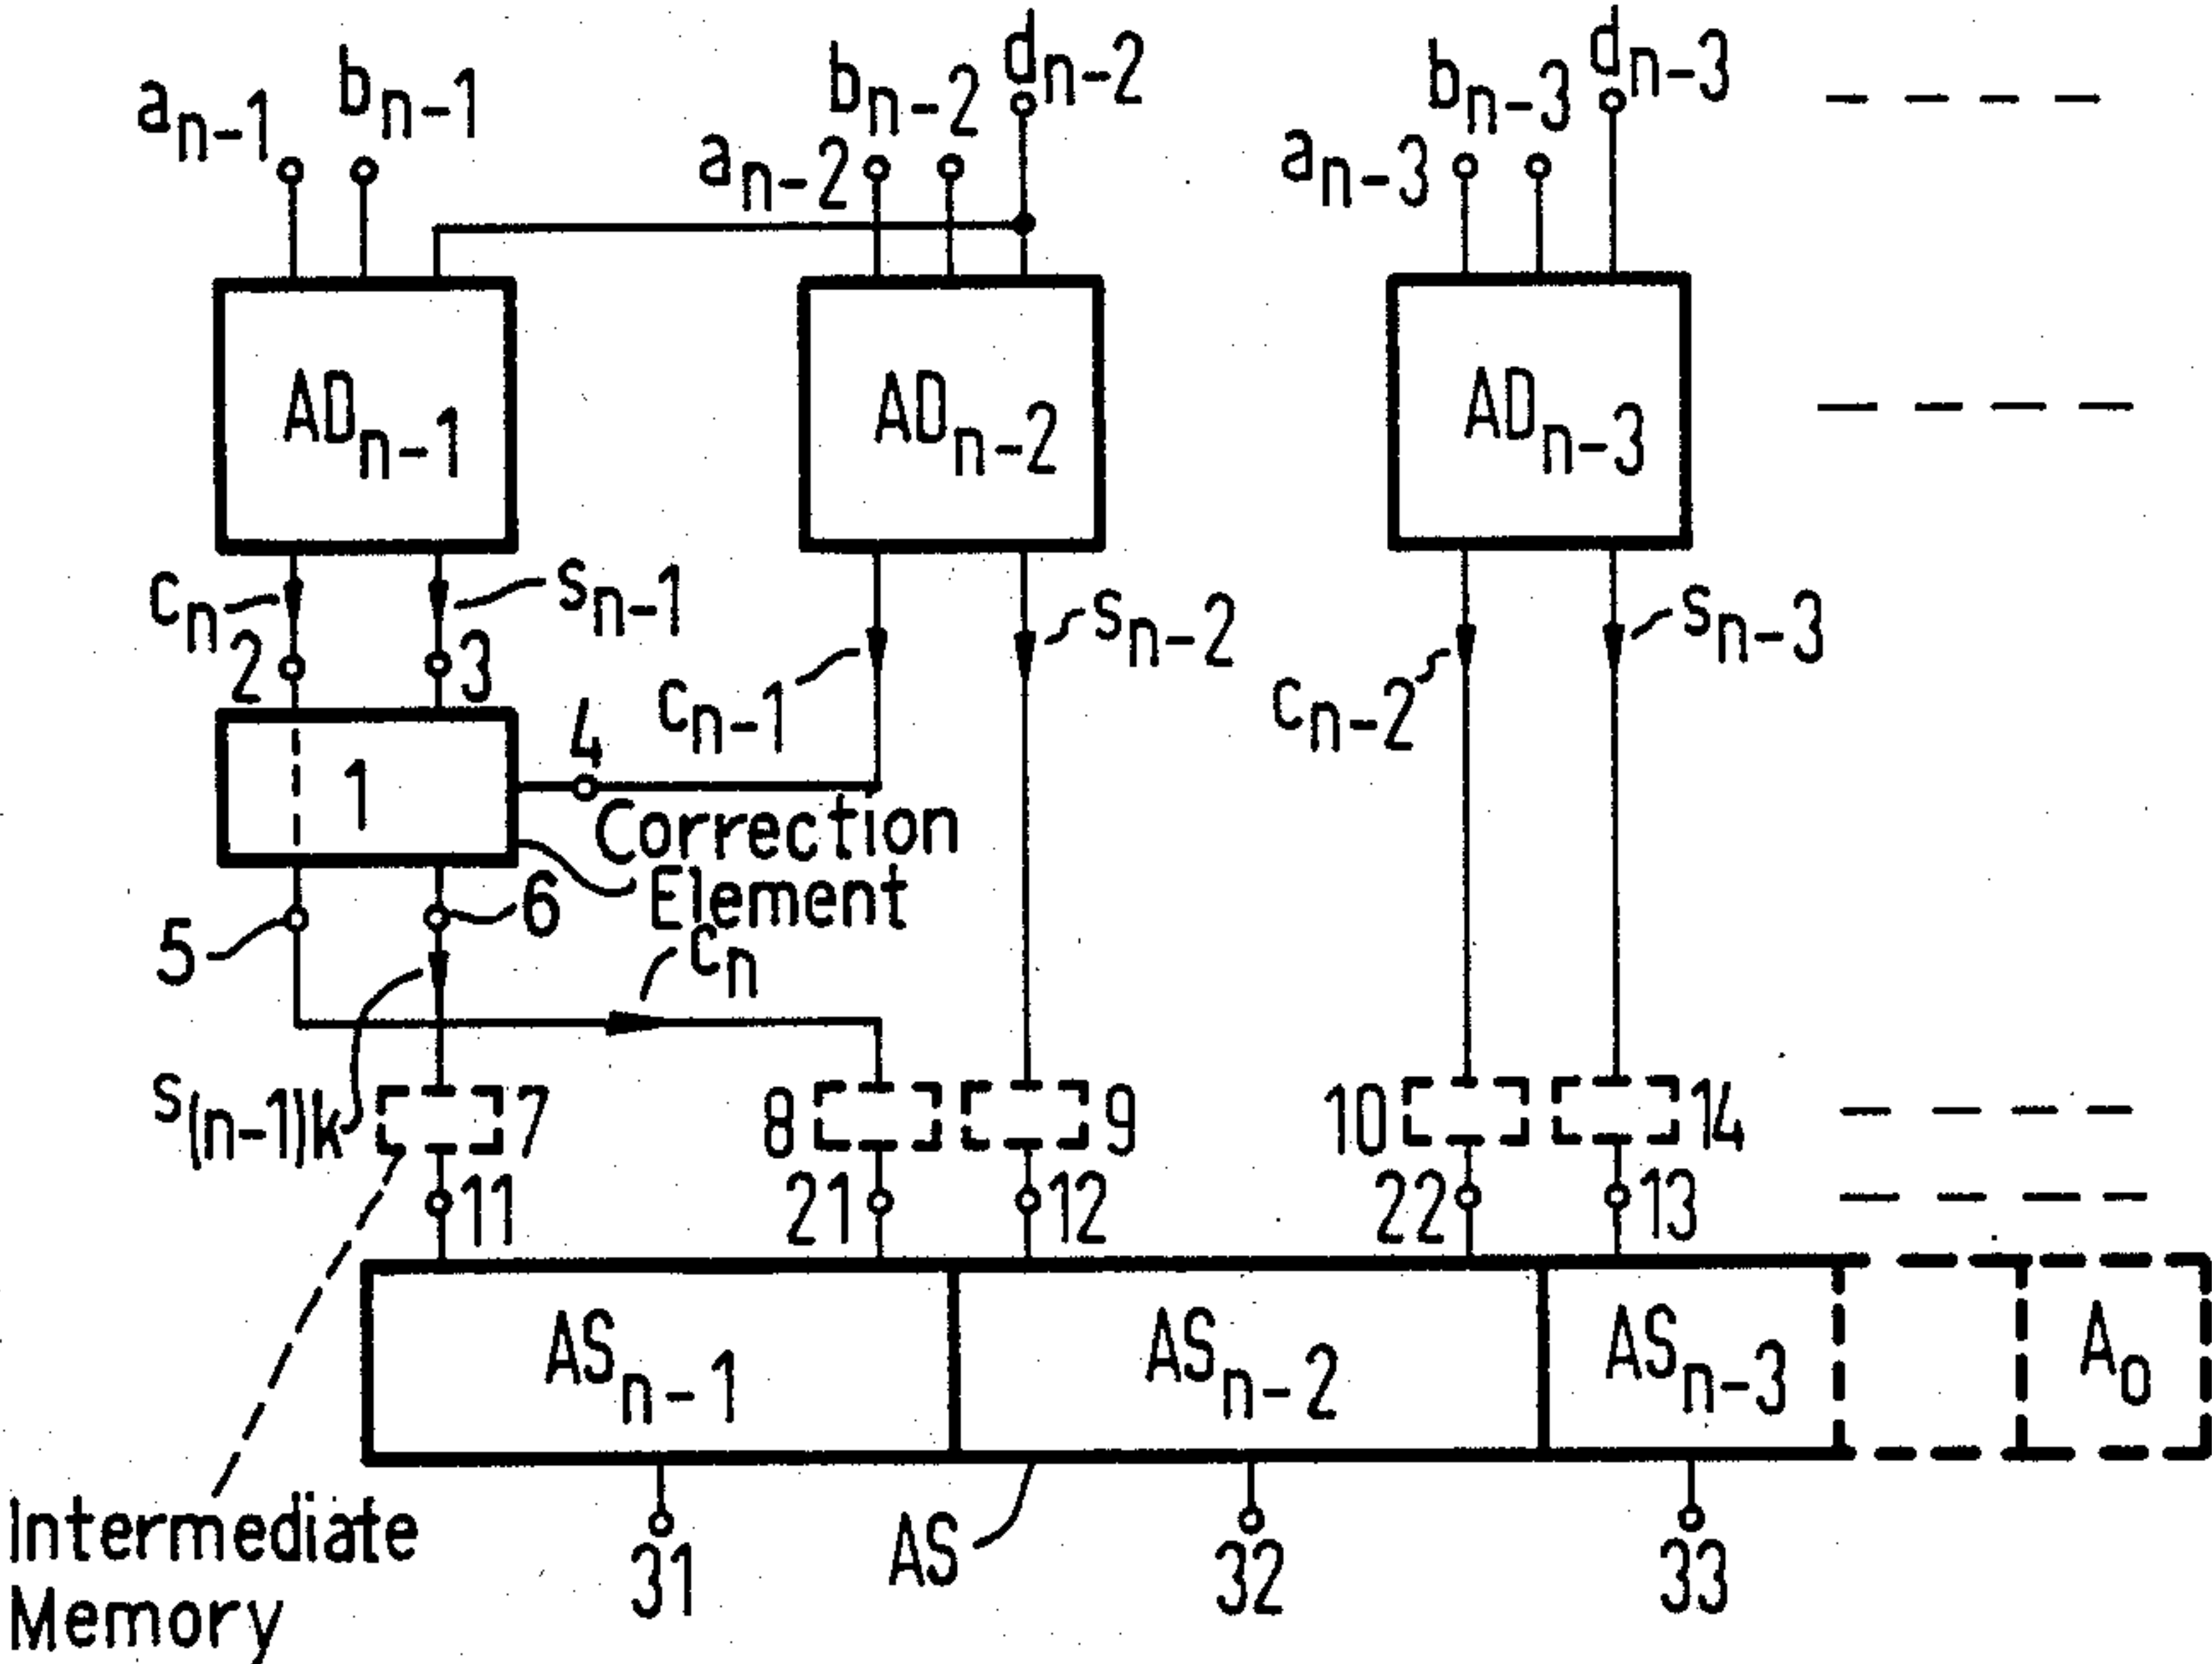 a_n-1 b_n-1 a_n-2 b_n-2 d_n-2 a_n-3 b_n-3 d_n-3
AD_n-1 AD_n-2 AD_n-3
c_n s_n-1 c_n-1 s_n-2 c_n-2 s_n-3
2 3 4
1
Correction
Element
5 6 c_n
s_(n-1)k 7 8 9 10 14
11 21 12 22 13
AS_n-1 AS_n-2 AS_n-3 A_0
Intermediate
Memory
31 AS 32 33